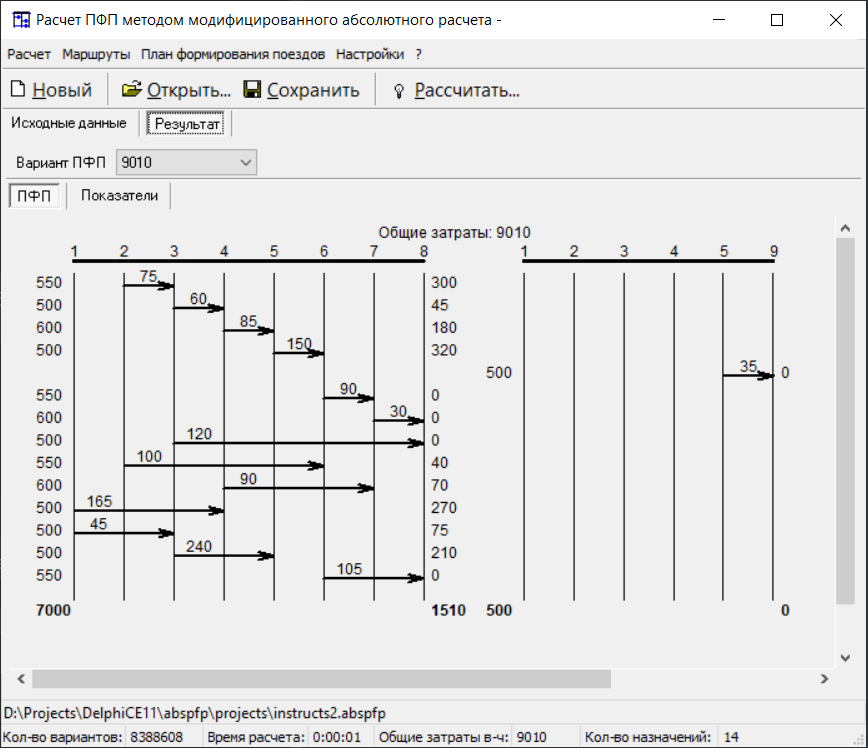 Расчет ПФП методом модифицированного абсолютного расчета -
Расчет Маршруты План формирования поездов Настройки ?
Новый Открыть... Сохранить Рассчитать...
Исходные данные Результат
Вариант ПФП 9010
ПФП Показатели
Общие затраты: 9010
1 2 3 4 5 6 7 8 1 2 3 4 5 9
550 75 300
500 60 45
600 85 180
500 150 320
500 35 0
550 90 0
600 30 0
500 120 0
550 100 40
600 90 70
500 165 270
500 45 75
500 240 210
550 105 0
7000 1510 500 0
D:\Projects\DelphiCE11\abspfp\projects\instructs2.abspfp
Кол-во вариантов: 8388608 Время расчета: 0:00:01 Общие затраты в-ч: 9010 Кол-во назначений: 14